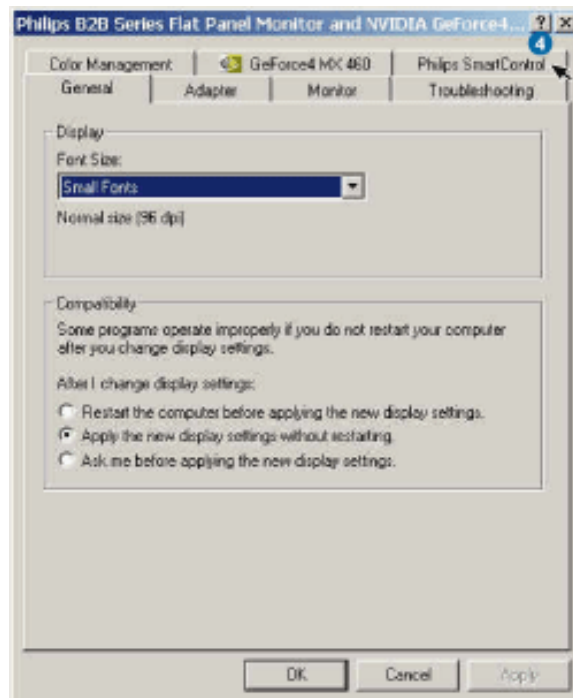 Philips B2B Series Flat Panel Monitor and NVIDIA GeForce4...
4
Color Management GeForce4 MX 460 Philips SmartControl
General Adapter Monitor Troubleshooting
Display
Font Size:
Small Fonts
Normal size (96 dpi)
Compatibility
Some programs operate improperly if you do not restart your computer
after you change display settings.
After I change display settings:
Restart the computer before applying the new display settings.
Apply the new display settings without restarting.
Ask me before applying the new display settings.
OK Cancel Apply